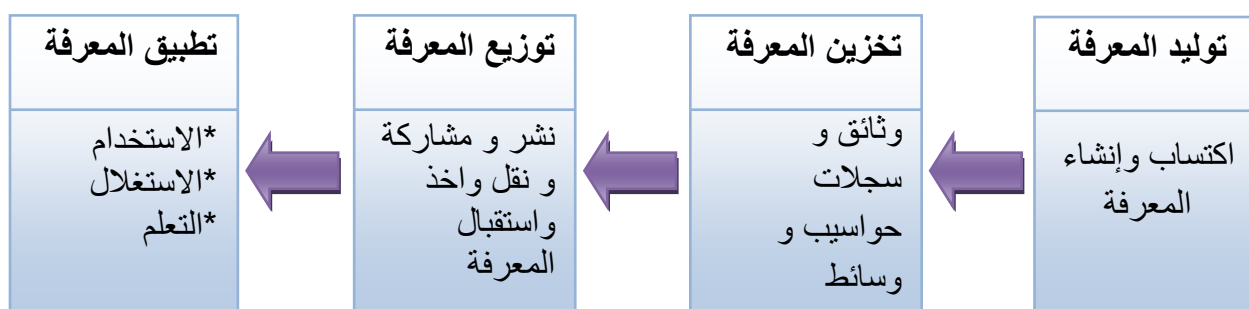 توليد المعرفة
اكتساب وإنشاء
المعرفة
تخزين المعرفة
وثائق و
سجلات
حواسيب و
وسائط
توزيع المعرفة
نشر و مشاركة
و نقل واخذ
واستقبال
المعرفة
تطبيق المعرفة
*الاستخدام
*الاستغلال
*التعلم